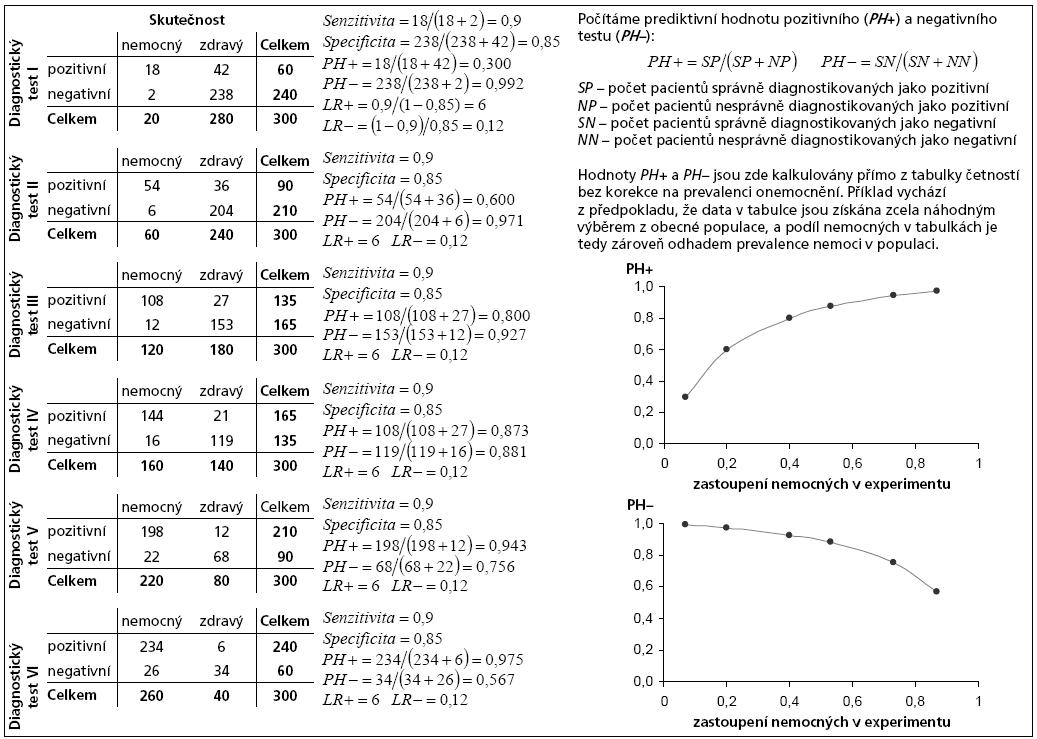 Diagnostický test I
Skutečnost
nemocný zdravý Celkem
pozitivní 18 42 60
negativní 2 238 240
Celkem 20 280 300
Senzitivita = 18/(18 + 2) = 0,9
Specificita = 238/(238 + 42) = 0,85
PH+ = 18/(18 + 42) = 0,300
PH− = 238/(238 + 2) = 0,992
LR+ = 0,9/(1 − 0,85) = 6
LR− = (1 − 0,9)/0,85 = 0,12
Diagnostický test II
nemocný zdravý Celkem
pozitivní 54 36 90
negativní 6 204 210
Celkem 60 240 300
Senzitivita = 0,9
Specificita = 0,85
PH+ = 54/(54 + 36) = 0,600
PH− = 204/(204 + 6) = 0,971
LR+ = 6 LR− = 0,12
Diagnostický test III
nemocný zdravý Celkem
pozitivní 108 27 135
negativní 12 153 165
Celkem 120 180 300
Senzitivita = 0,9
Specificita = 0,85
PH+ = 108/(108 + 27) = 0,800
PH− = 153/(153 + 12) = 0,927
LR+ = 6 LR− = 0,12
Diagnostický test IV
nemocný zdravý Celkem
pozitivní 144 21 165
negativní 16 119 135
Celkem 160 140 300
Senzitivita = 0,9
Specificita = 0,85
PH+ = 108/(108 + 27) = 0,873
PH− = 119/(119 + 16) = 0,881
LR+ = 6 LR− = 0,12
Diagnostický test V
nemocný zdravý Celkem
pozitivní 198 12 210
negativní 22 68 90
Celkem 220 80 300
Senzitivita = 0,9
Specificita = 0,85
PH+ = 198/(198 + 12) = 0,943
PH− = 68/(68 + 22) = 0,756
LR+ = 6 LR− = 0,12
Diagnostický test VI
nemocný zdravý Celkem
pozitivní 234 6 240
negativní 26 34 60
Celkem 260 40 300
Senzitivita = 0,9
Specificita = 0,85
PH+ = 234/(234 + 6) = 0,975
PH− = 34/(34 + 26) = 0,567
LR+ = 6 LR− = 0,12
Počítáme prediktivní hodnotu pozitivního (PH+) a negativního
testu (PH–):
PH+ = SP/(SP + NP) PH− = SN/(SN + NN)
SP – počet pacientů správně diagnostikovaných jako pozitivní
NP – počet pacientů nesprávně diagnostikovaných jako pozitivní
SN – počet pacientů správně diagnostikovaných jako negativní
NN – počet pacientů nesprávně diagnostikovaných jako negativní
Hodnoty PH+ a PH– jsou zde kalkulovány přímo z tabulky četností
bez korekce na prevalenci onemocnění. Příklad vychází
z předpokladu, že data v tabulce jsou získána zcela náhodným
výběrem z obecné populace, a podíl nemocných v tabulkách je
tedy zároveň odhadem prevalence nemoci v populaci.
PH+
1,0
0,8
0,6
0,4
0,2
0,0
0 0,2 0,4 0,6 0,8 1
zastoupení nemocných v experimentu
PH–
1,0
0,8
0,6
0,4
0,2
0,0
0 0,2 0,4 0,6 0,8 1
zastoupení nemocných v experimentu